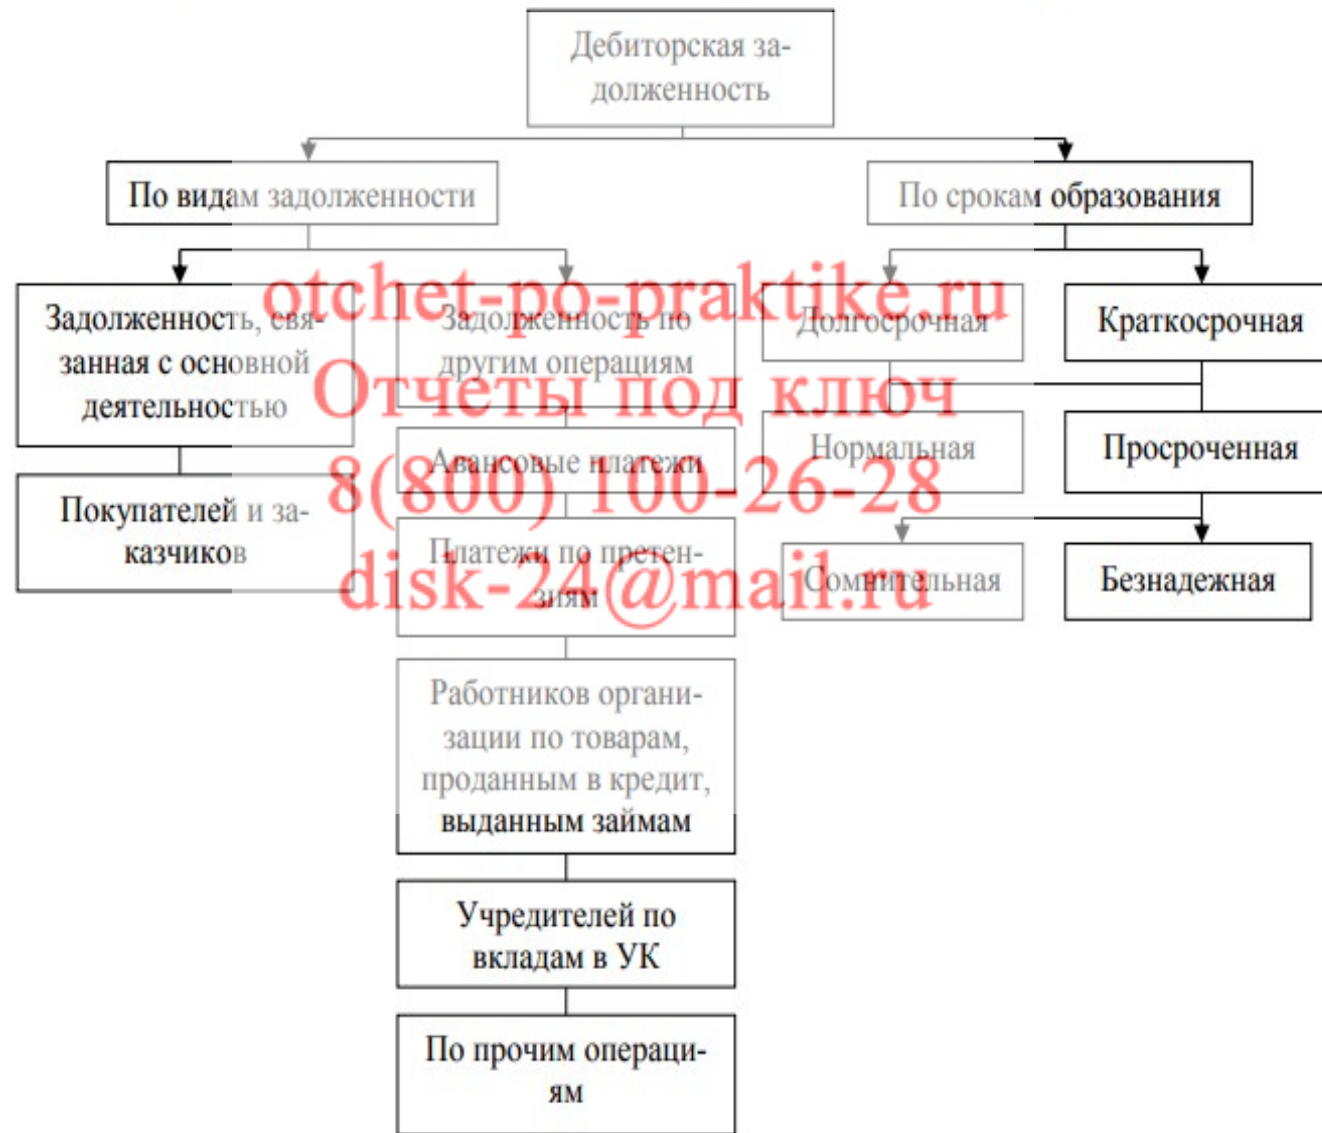 Дебиторская за-
долженность
По видам задолженности
По срокам образования
Задолженность, свя-
занная с основной
деятельностью
Задолженность по
другим операциям
Долгосрочная
Краткосрочная
Нормальная
Просроченная
Покупателей и за-
казчиков
Авансовые платежи
Платежи по претен-
зиям
Сомнительная
Безнадежная
Работников органи-
зации по товарам,
проданным в кредит,
выданным займам
Учредителей по
вкладам в УК
По прочим операци-
ям
otchet-po-praktike.ru
Отчеты под ключ
8(800) 100-26-28
disk-24@mail.ru